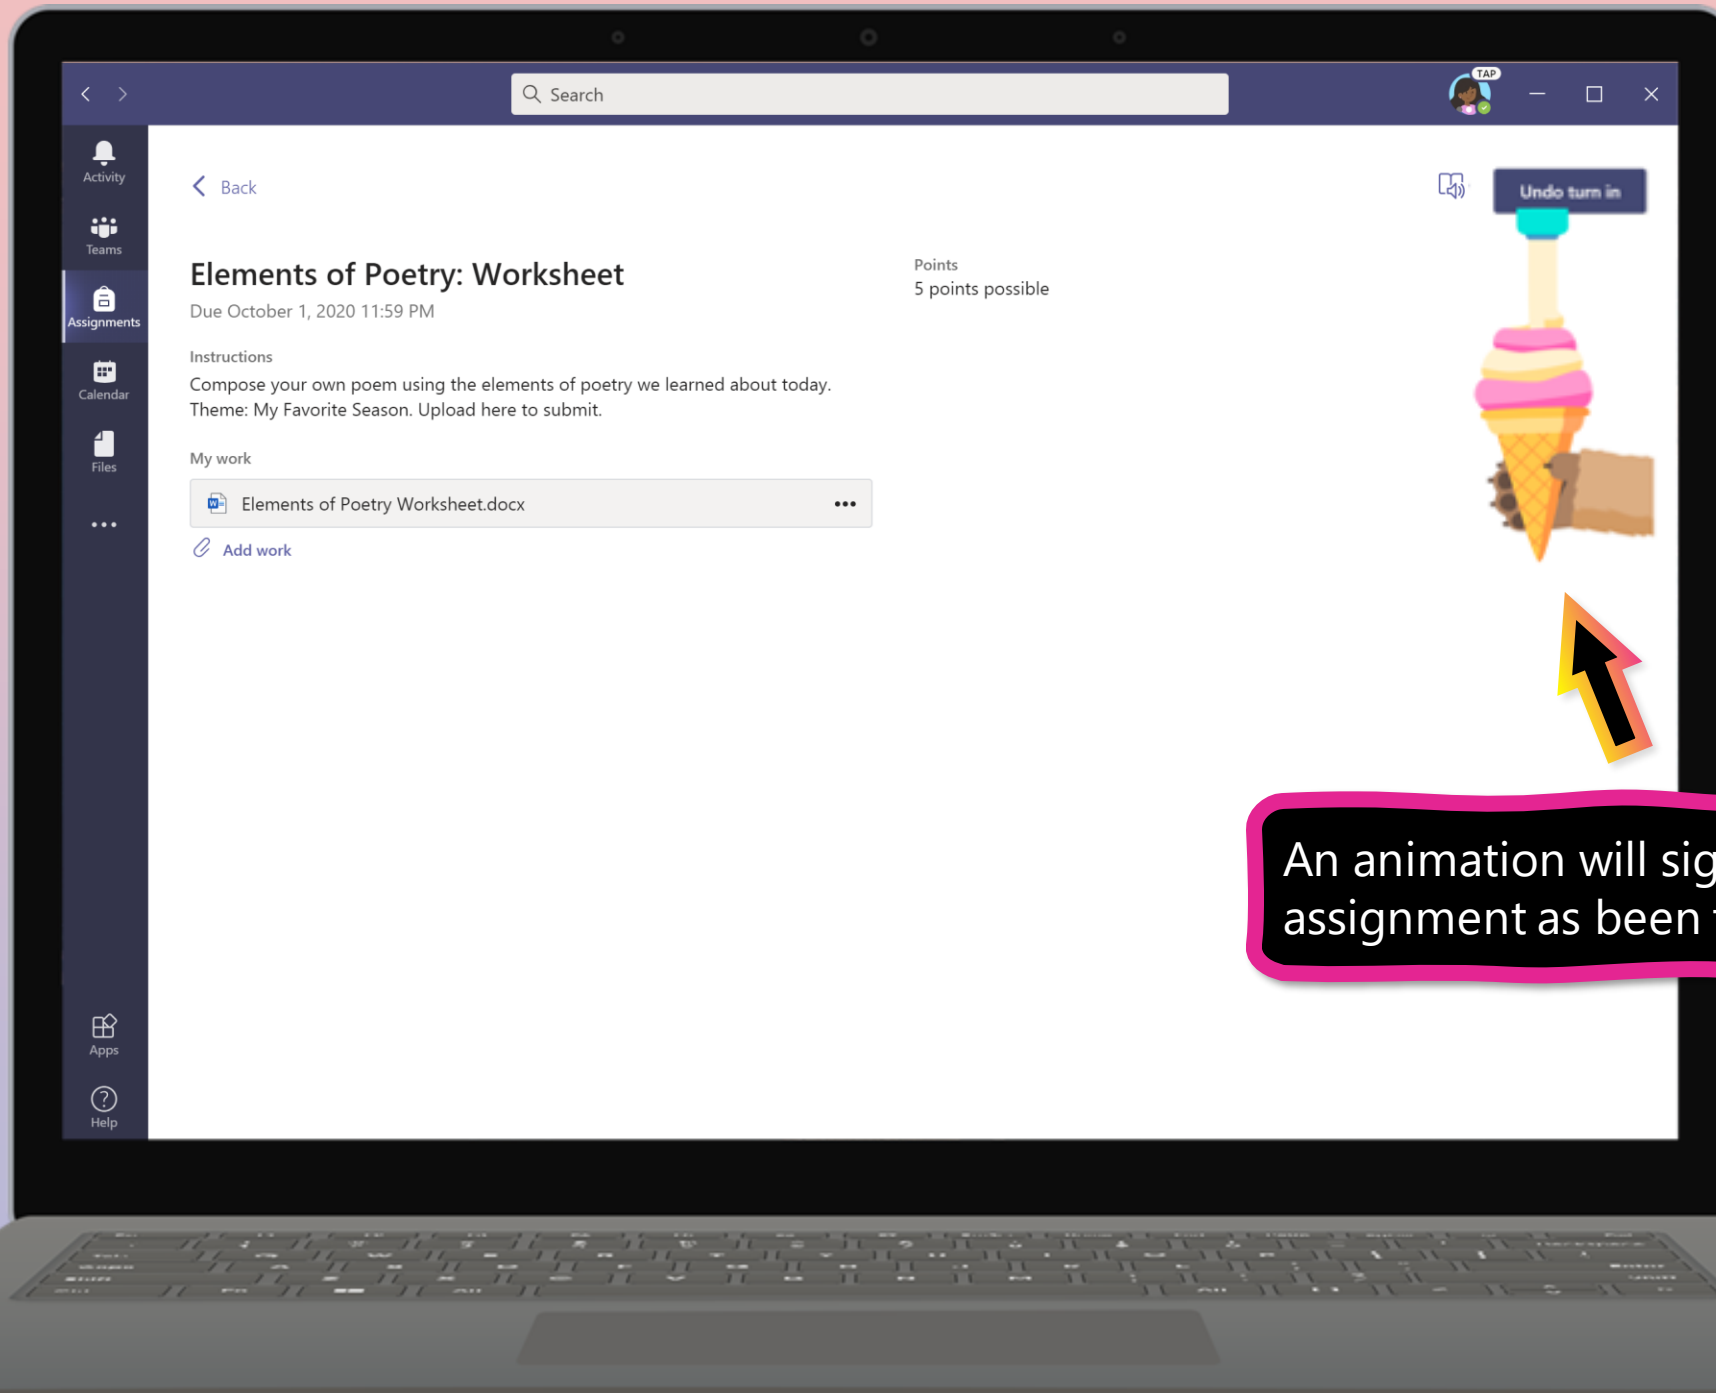 Search
TAP
Activity
Teams
Assignments
Calendar
Files
Apps
Help
Back
Undo turn in
Elements of Poetry: Worksheet
Due October 1, 2020 11:59 PM
Points
5 points possible
Instructions
Compose your own poem using the elements of poetry we learned about today.
Theme: My Favorite Season. Upload here to submit.
My work
Elements of Poetry Worksheet.docx
Add work
An animation will sig
assignment as been